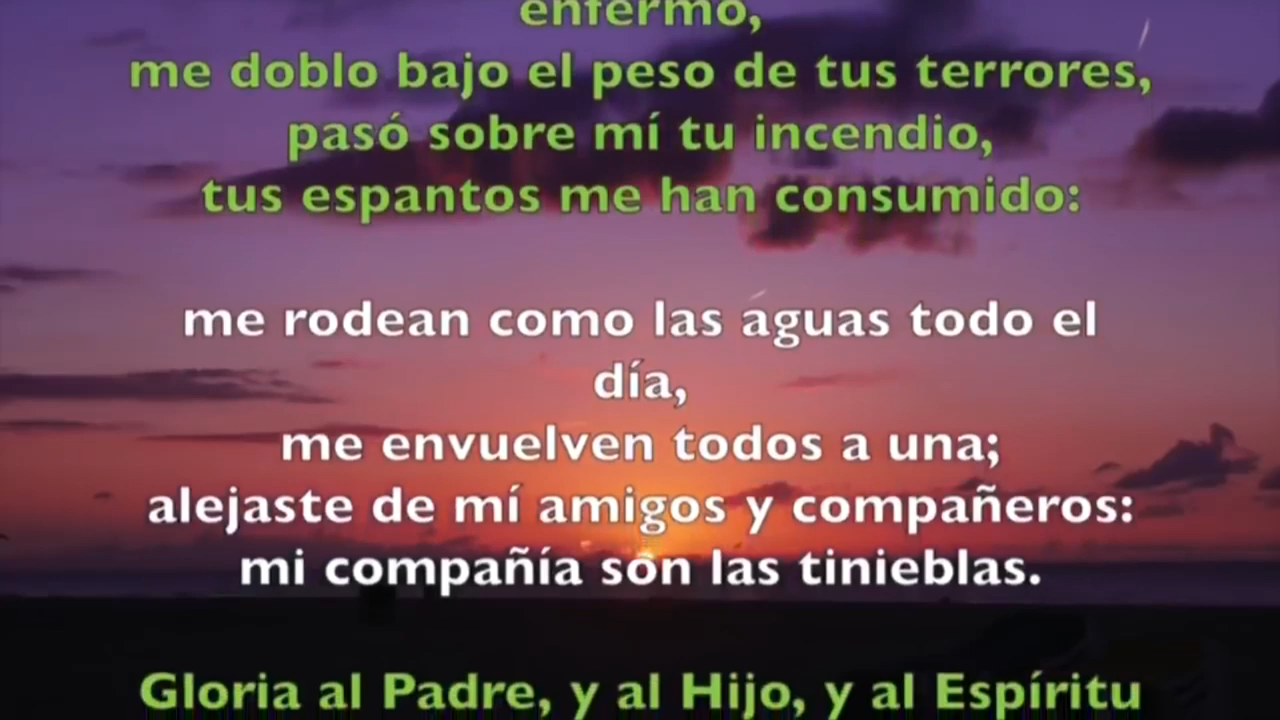 enfermo,
me doblo bajo el peso de tus terrores,
pasó sobre mí tu incendio,
tus espantos me han consumido:
me rodean como las aguas todo el
día,
me envuelven todos a una;
alejaste de mí amigos y compañeros:
mi compañía son las tinieblas.
Gloria al Padre, y al Hijo, y al Espíritu